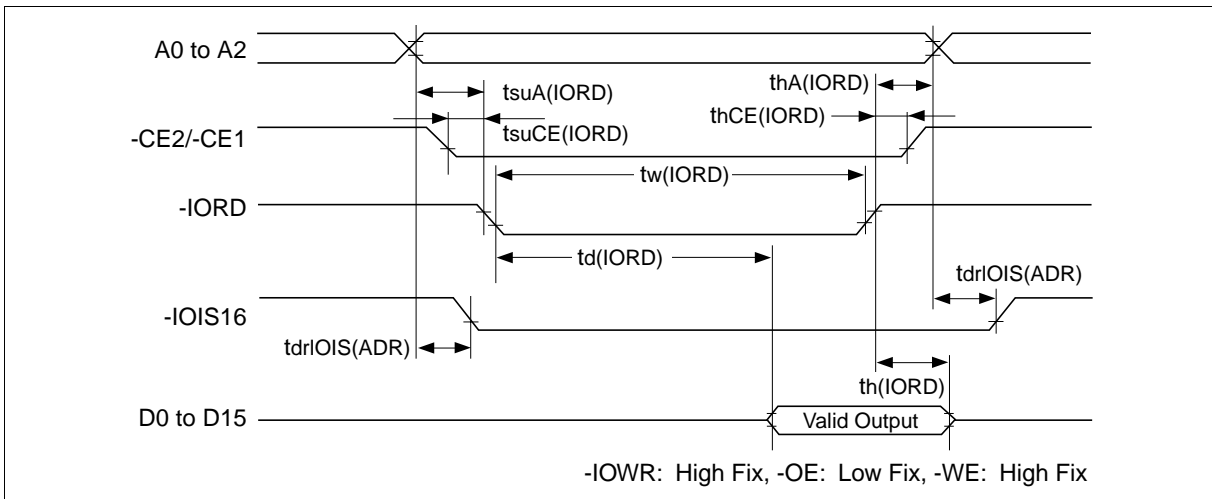 A0 to A2
tsuA(IORD)
thA(IORD)
-CE2/-CE1
tsuCE(IORD)
thCE(IORD)
tw(IORD)
-IORD
td(IORD)
tdrIOIS(ADR)
-IOIS16
tdrIOIS(ADR)
th(IORD)
D0 to D15
Valid Output
-IOWR: High Fix, -OE: Low Fix, -WE: High Fix